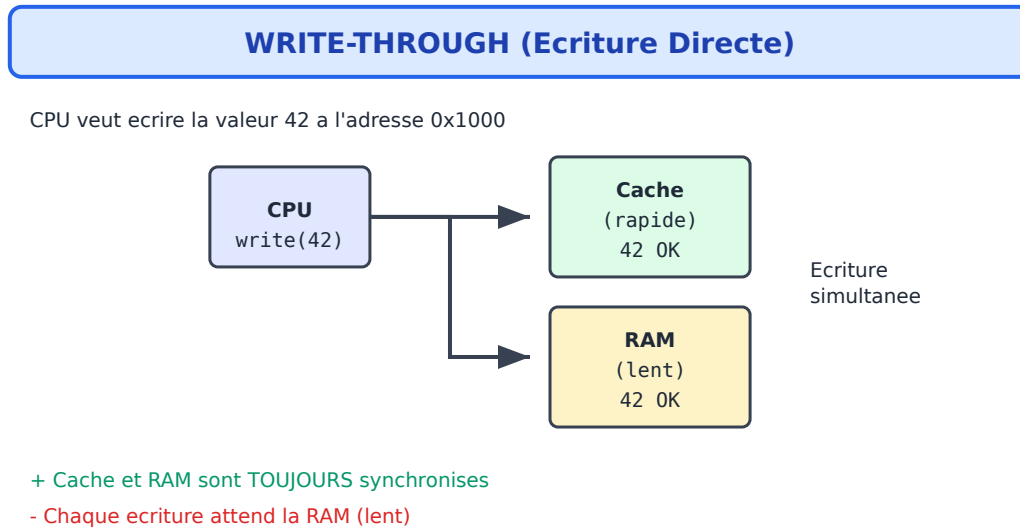 WRITE-THROUGH (Ecriture Directe)
CPU veut ecrire la valeur 42 a l'adresse 0x1000
CPU
write(42)
Cache
(rapide)
42 OK
Ecriture
simultanee
RAM
(lent)
42 OK
+ Cache et RAM sont TOUJOURS synchronises
- Chaque ecriture attend la RAM (lent)